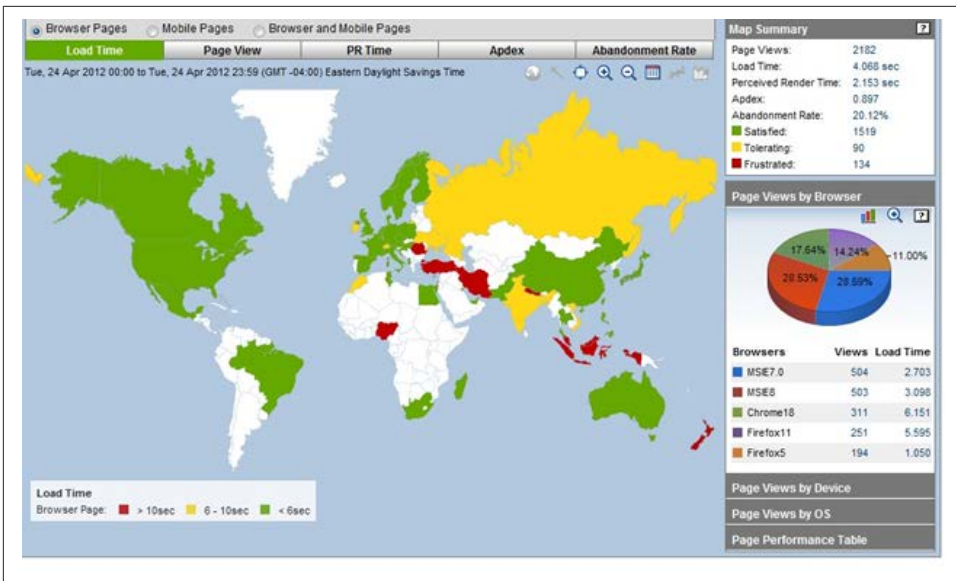 Browser Pages Mobile Pages Browser and Mobile Pages
Load Time Page View PR Time Apdex Abandonment Rate
Tue, 24 Apr 2012 00:00 to Tue, 24 Apr 2012 23:59 (GMT -04:00) Eastern Daylight Savings Time
Load Time
Browser Page: > 10sec 6 - 10sec < 6sec
Map Summary ?
Page Views: 2182
Load Time: 4.068 sec
Perceived Render Time: 2.153 sec
Apdex: 0.897
Abandonment Rate: 20.12%
Satisfied: 1519
Tolerating: 90
Frustrated: 134
Page Views by Browser
?
17.64% 14.24% 11.00%
28.53% 28.59%
Browsers Views Load Time
MSIE7.0 504 2.703
MSIE8 503 3.098
Chrome18 311 6.151
Firefox11 251 5.595
Firefox5 194 1.050
Page Views by Device
Page Views by OS
Page Performance Table